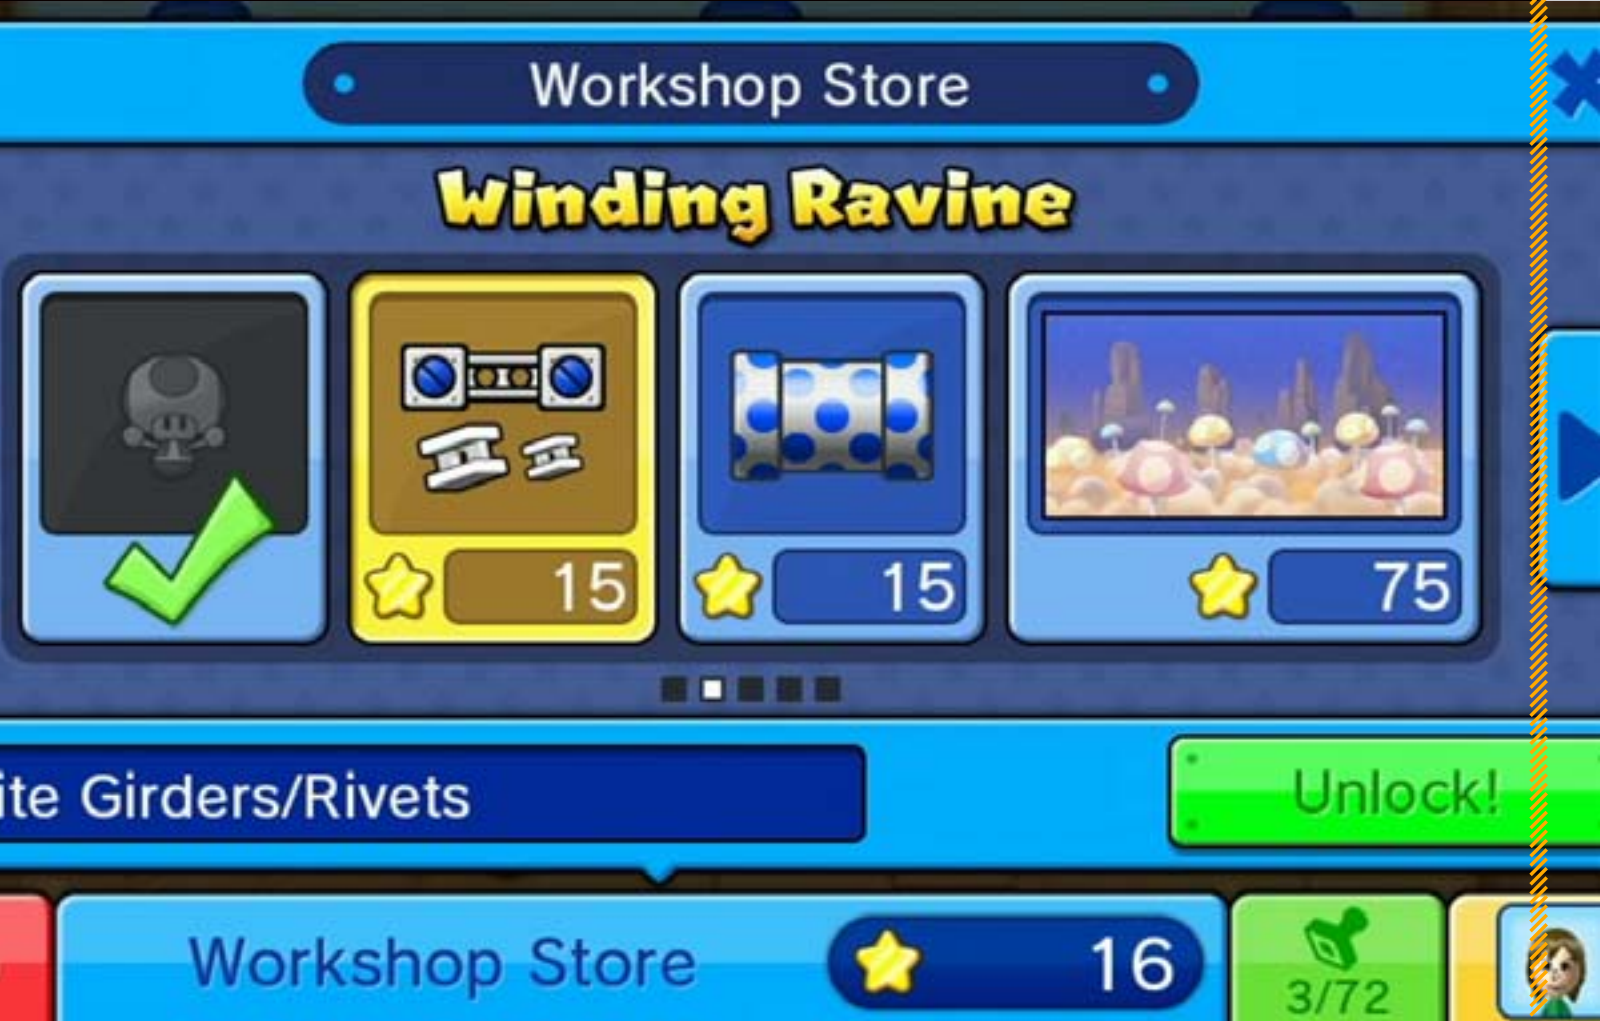 Workshop Store
Winding Ravine
15
15
75
ite Girders/Rivets
Unlock!
Workshop Store
16
3/72